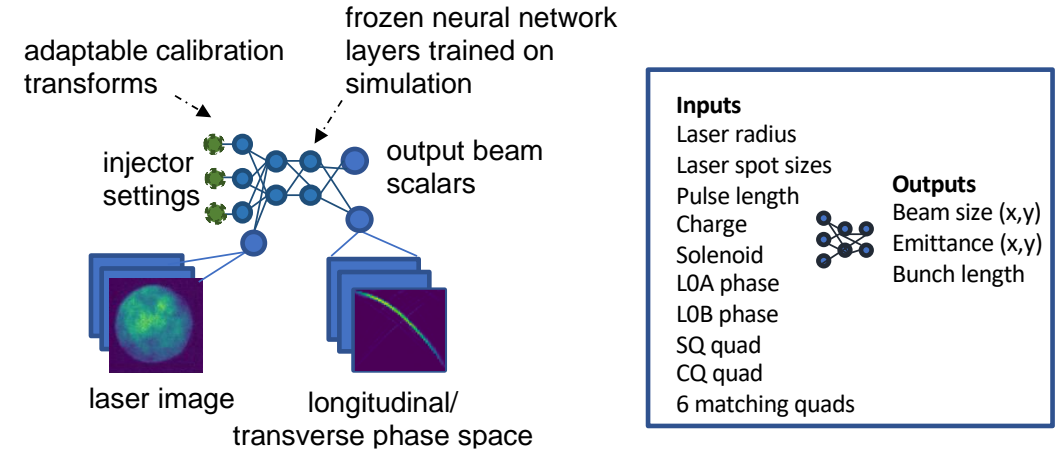 adaptable calibration
transforms
frozen neural network
layers trained on
simulation
injector
settings
output beam
scalars
laser image
longitudinal/
transverse phase space
Inputs
Laser radius
Laser spot sizes
Pulse length
Charge
Solenoid
L0A phase
L0B phase
SQ quad
CQ quad
6 matching quads
Outputs
Beam size (x,y)
Emittance (x,y)
Bunch length